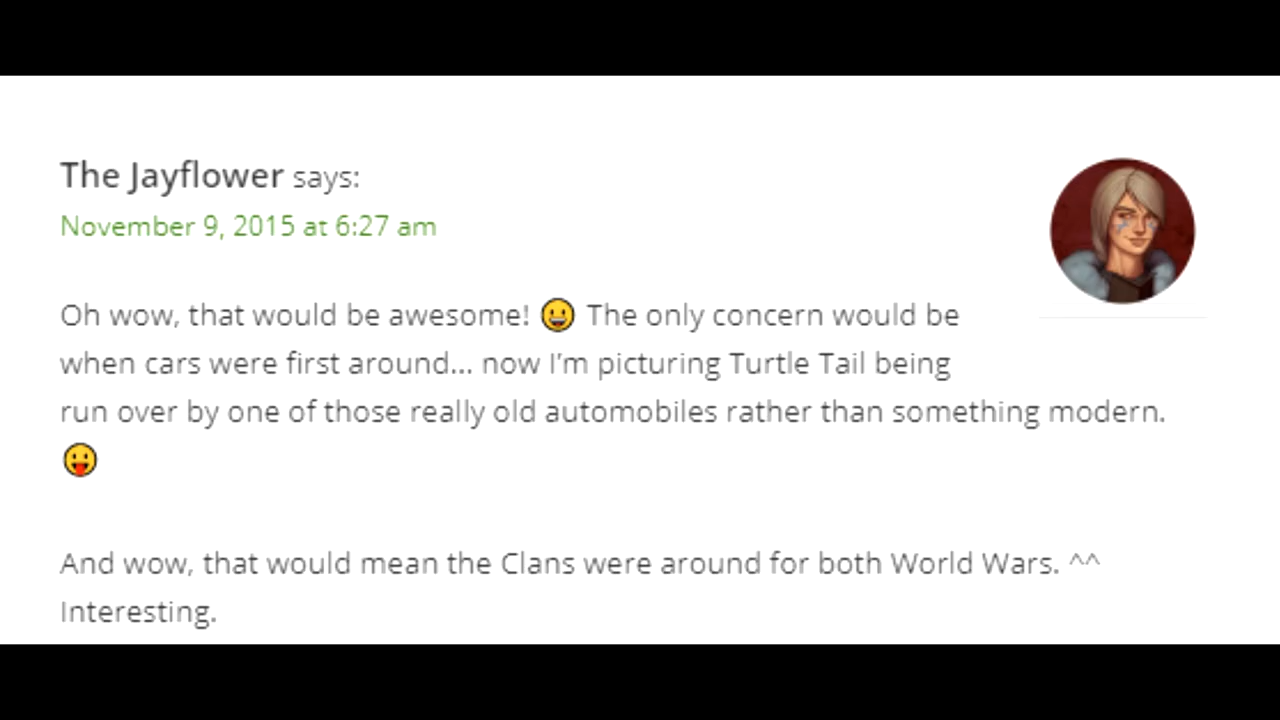 The Jayflower says:
November 9, 2015 at 6:27 am
Oh wow, that would be awesome! 😀 The only concern would be
when cars were first around... now I'm picturing Turtle Tail being
run over by one of those really old automobiles rather than something modern.
😛
And wow, that would mean the Clans were around for both World Wars. ^^
Interesting.